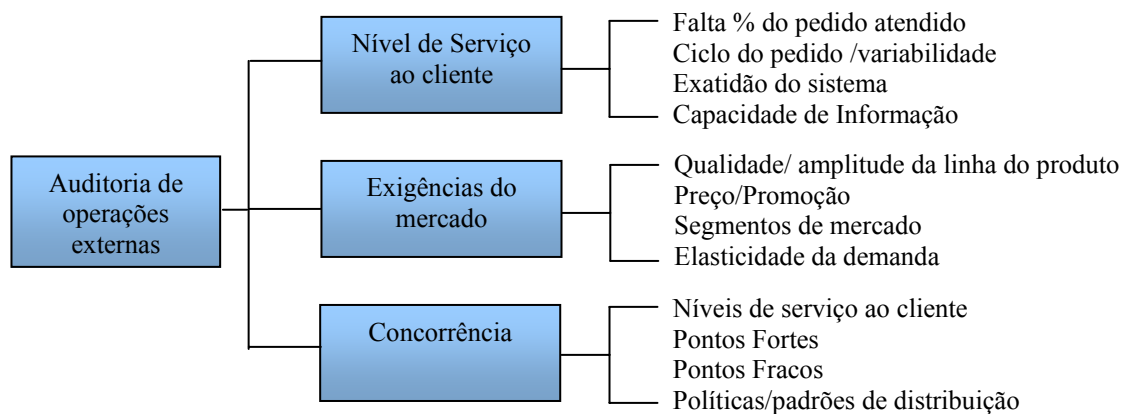 Auditoria de
operações
externas
Nível de Serviço
ao cliente
Falta % do pedido atendido
Ciclo do pedido /variabilidade
Exatidão do sistema
Capacidade de Informação
Exigências do
mercado
Qualidade/ amplitude da linha do produto
Preço/Promoção
Segmentos de mercado
Elasticidade da demanda
Concorrência
Níveis de serviço ao cliente
Pontos Fortes
Pontos Fracos
Políticas/padrões de distribuição